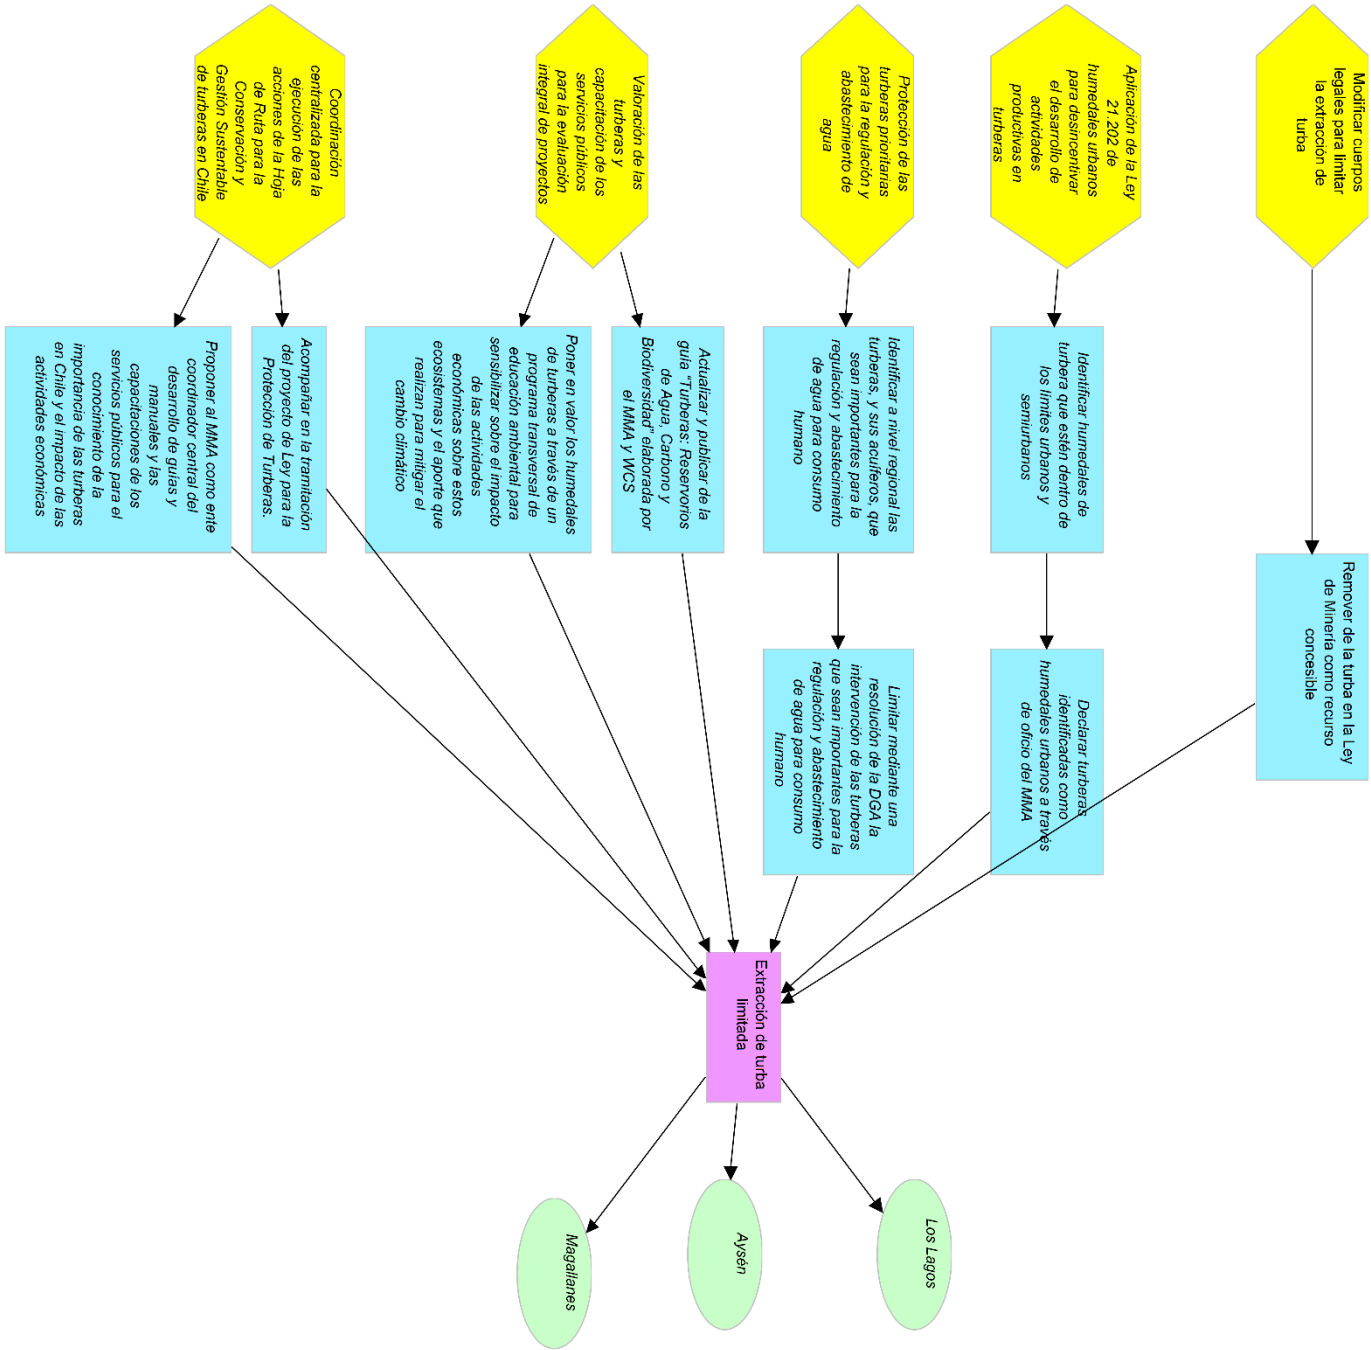 Modificar cuerpos
legales para limitar
la extracción de
turba
Remover de la turba en la Ley
de Minería como recurso
concesible
Aplicación de la Ley
21.202 de
humedales urbanos
para desincentivar
el desarrollo de
actividades
productivas en
turberas
Identificar humedales de
turbera que estén dentro de
los límites urbanos y
semiurbanos
Declarar turberas
identificadas como
humedales urbanos a través
de oficio del MMA
Protección de las
turberas prioritarias
para la regulación y
abastecimiento de
agua
Identificar a nivel regional las
turberas, y sus acuíferos, que
sean importantes para la
regulación y abastecimiento
de agua para consumo
humano
Limitar mediante una
resolución de la DGA la
intervención de las turberas
que sean importantes para la
regulación y abastecimiento
de agua para consumo
humano
Valoración de las
turberas y
capacitación de los
servicios públicos
para la evaluación
integral de proyectos
Actualizar y publicar de la
guía "Turberas: Reservorios
de Agua, Carbono y
Biodiversidad" elaborada por
el MMA y WCS
Poner en valor los humedales
de turberas a través de un
programa transversal de
educación ambiental para
sensibilizar sobre el impacto
de las actividades
económicas sobre estos
ecosistemas y el aporte que
realizan para mitigar el
cambio climático
Coordinación
centralizada para la
ejecución de las
acciones de la Hoja
de Ruta para la
Conservación y
Gestión Sustentable
de turberas en Chile
Acompañar en la tramitación
del proyecto de Ley para la
Protección de Turberas.
Proponer al MMA como ente
coordinador central del
desarrollo de guías y
manuales y las
capacitaciones de los
servicios públicos para el
conocimiento de la
importancia de las turberas
en Chile y el impacto de las
actividades económicas
Extracción de turba
limitada
Los Lagos
Aysén
Magallanes